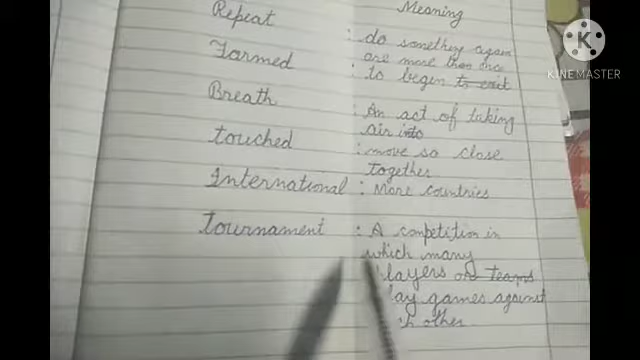 Repeat
Meaning
: do something again
are more than once
Formed
: to begin to exit
Breath
: An act of taking
air into
touched
: move so close
together
International : More countries
tournament : A competition in
which many
players or teams
play games against
other
K
KINEMASTER